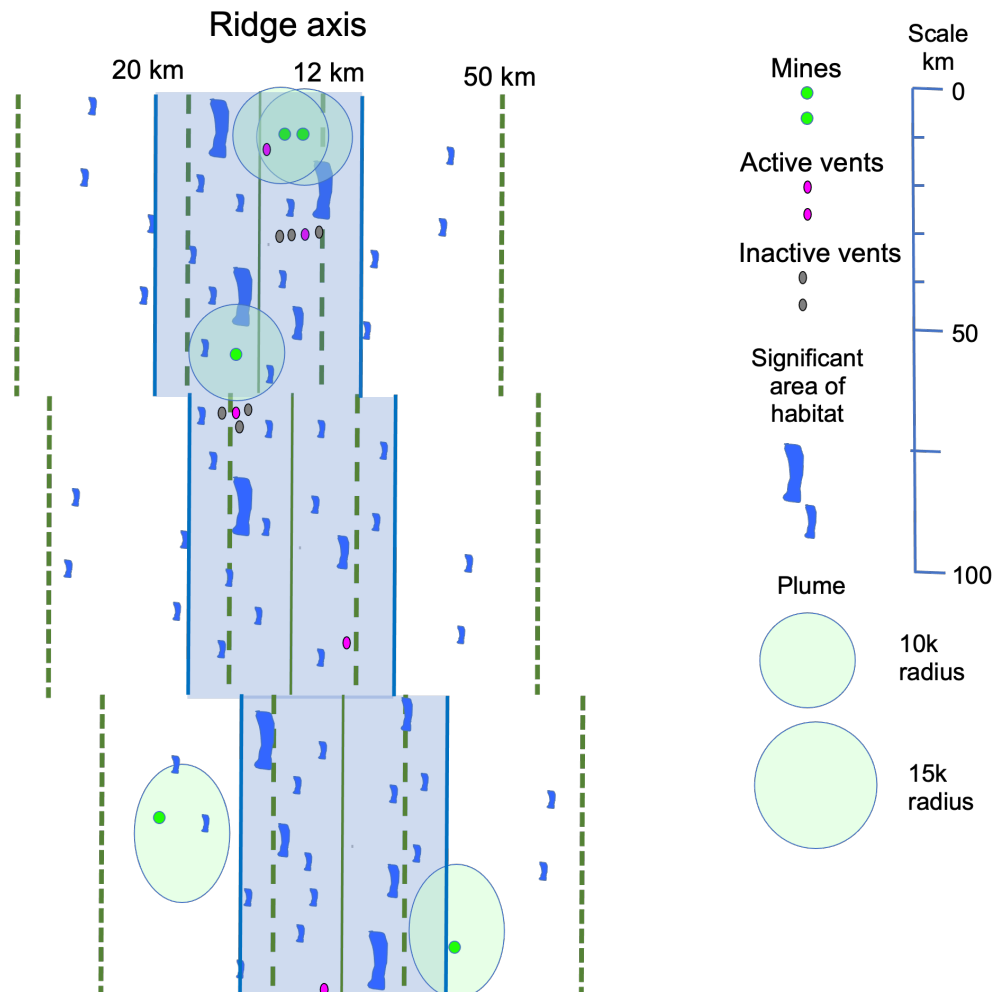 Ridge axis
20 km
12 km
50 km
Mines
Active vents
Inactive vents
Significant
area of
habitat
Plume
10k
radius
15k
radius
Scale
km
0
50
100